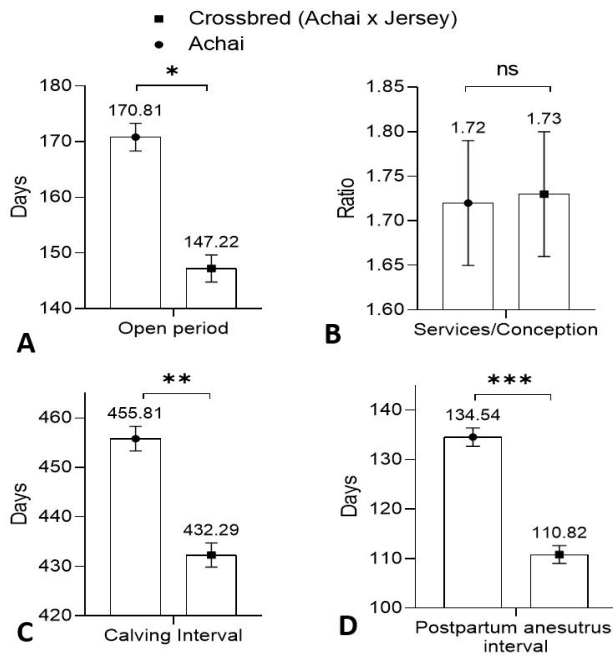 Crossbred (Achai x Jersey)
Achai
*
180
170.81
170
Days
160
150
147.22
140
Open period
A
ns
1.85
1.80
1.72
1.73
1.75
Ratio
1.70
1.65
1.60
Services/Conception
B
**
460
455.81
450
Days
440
432.29
430
420
Calving Interval
C
***
140
134.54
130
Days
120
110.82
110
100
Postpartum anesutrus
interval
D